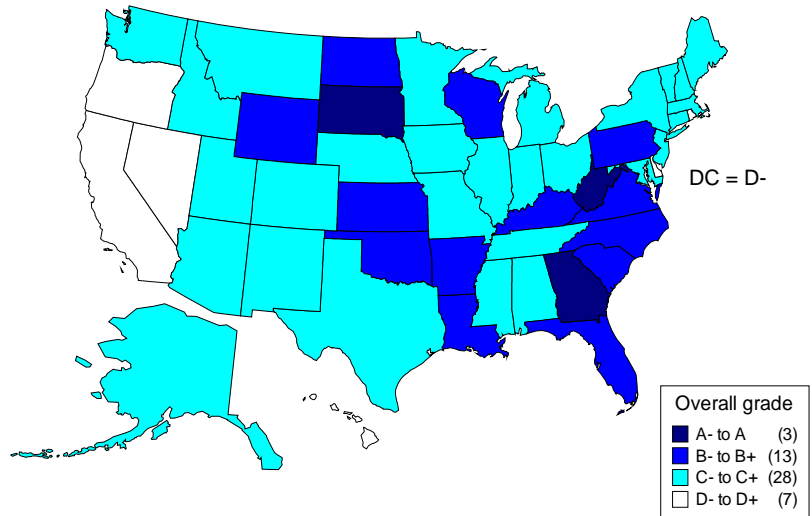 DC = D-
Overall grade
A- to A (3)
B- to B+ (13)
C- to C+ (28)
D- to D+ (7)